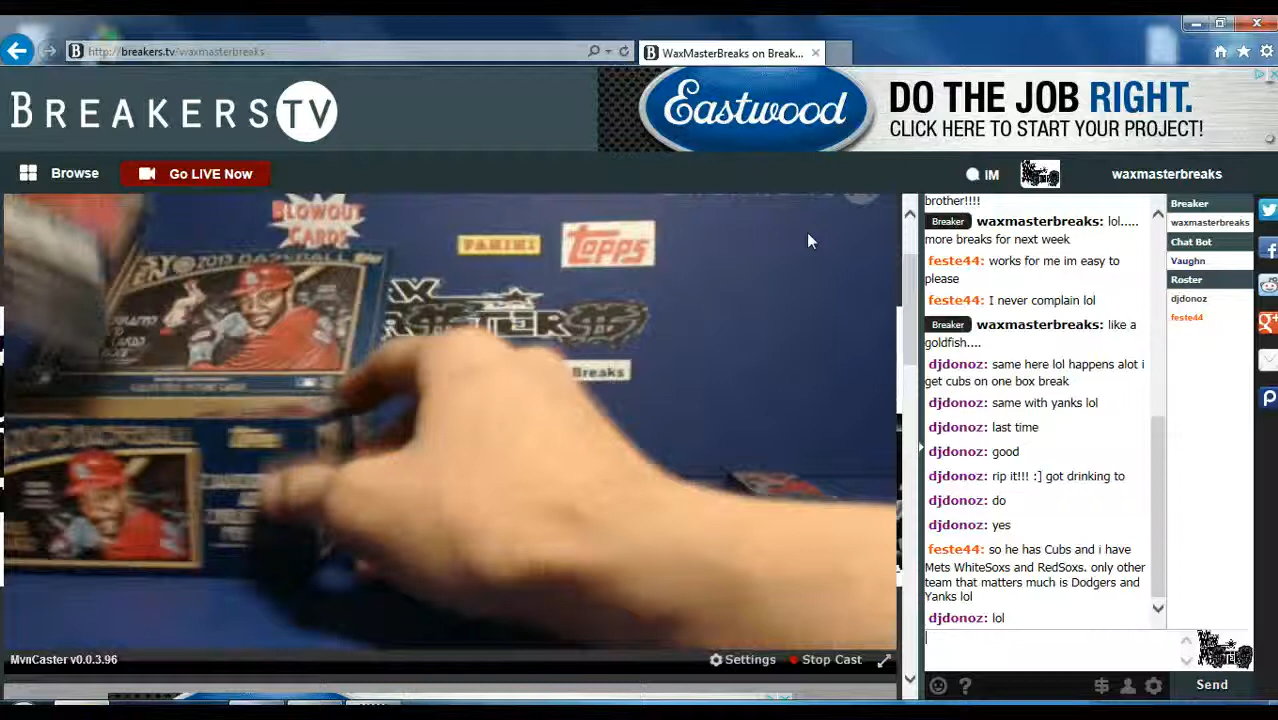 http://breakers.tv/waxmasterbreaks
WaxMasterBreaks on Break...
BREAKERS TV
Eastwood
DO THE JOB RIGHT.
CLICK HERE TO START YOUR PROJECT!
Browse
Go LIVE Now
IM
waxmasterbreaks
BLOWOUT
CARDS
PANINI
topps
2013 BASEBALL
Breaks
MvnCaster v0.0.3.96
Settings
Stop Cast
brother!!!!
Breaker waxmasterbreaks: lol.....
more breaks for next week
feste44: works for me im easy to
please
feste44: I never complain lol
Breaker waxmasterbreaks: like a
goldfish....
djdonoz: same here lol happens alot i
get cubs on one box break
djdonoz: same with yanks lol
djdonoz: last time
djdonoz: good
djdonoz: rip it!!! :] got drinking to
djdonoz: do
djdonoz: yes
feste44: so he has Cubs and i have
Mets WhiteSoxs and RedSoxs. only other
team that matters much is Dodgers and
Yanks lol
djdonoz: lol
Send
Breaker
waxmasterbreaks
Chat Bot
Vaughn
Roster
djdonoz
feste44